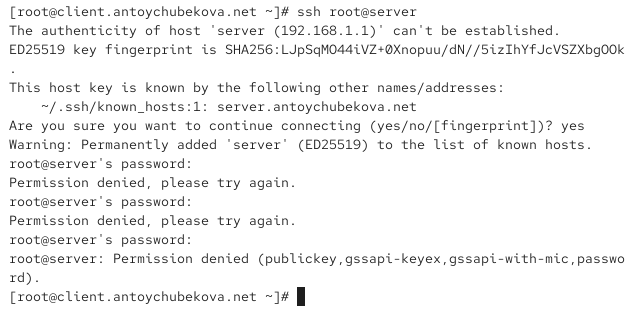 [root@client.antoychubekova.net ~]# ssh root@server
The authenticity of host 'server (192.168.1.1)' can't be established.
ED25519 key fingerprint is SHA256:LJpSqMO44iVZ+0Xnopuu/dN//5izIhYfJcVSZXbgOOk
.
This host key is known by the following other names/addresses:
    ~/.ssh/known_hosts:1: server.antoychubekova.net
Are you sure you want to continue connecting (yes/no/[fingerprint])? yes
Warning: Permanently added 'server' (ED25519) to the list of known hosts.
root@server's password:
Permission denied, please try again.
root@server's password:
Permission denied, please try again.
root@server's password:
root@server: Permission denied (publickey,gssapi-keyex,gssapi-with-mic,passwo
rd).
[root@client.antoychubekova.net ~]#